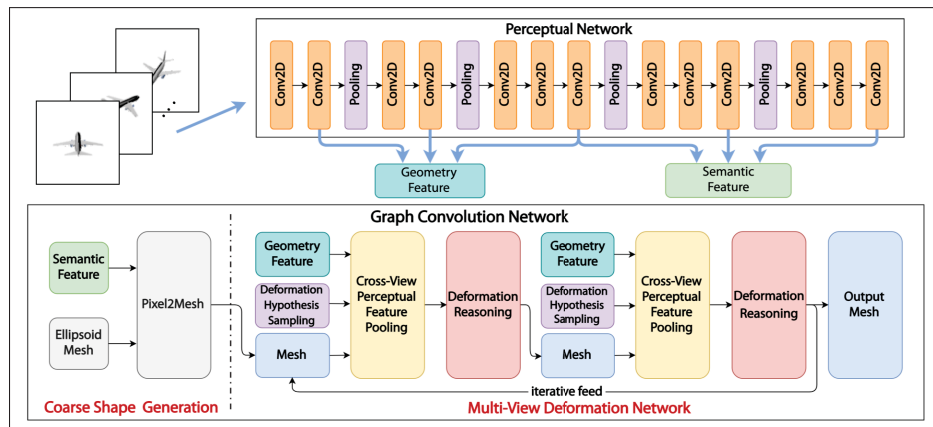 Perceptual Network
Conv2D
Conv2D
Pooling
Conv2D
Conv2D
Pooling
Conv2D
Conv2D
Conv2D
Pooling
Conv2D
Conv2D
Conv2D
Pooling
Conv2D
Conv2D
Conv2D
Geometry
Feature
Semantic
Feature
Graph Convolution Network
Semantic
Feature
Ellipsoid
Mesh
Pixel2Mesh
Geometry
Feature
Deformation
Hypothesis
Sampling
Mesh
Cross-View
Perceptual
Feature
Pooling
Deformation
Reasoning
Geometry
Feature
Deformation
Hypothesis
Sampling
Mesh
Cross-View
Perceptual
Feature
Pooling
Deformation
Reasoning
Output
Mesh
iterative feed
Coarse Shape Generation
Multi-View Deformation Network